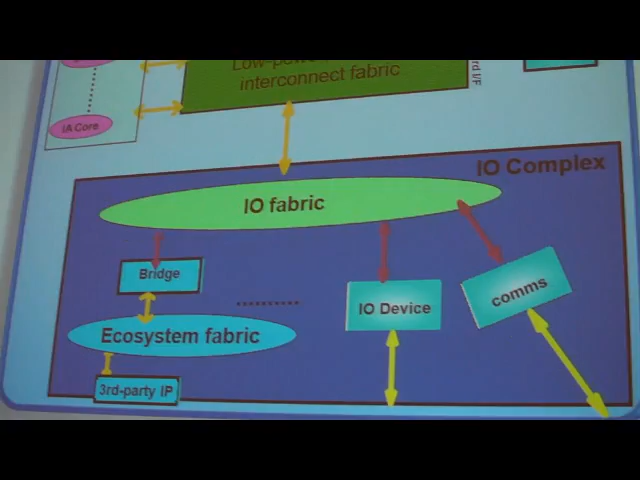 interconnect fabric
IA Core
IO Complex
IO fabric
Bridge
IO Device
comms
Ecosystem fabric
3rd-party IP